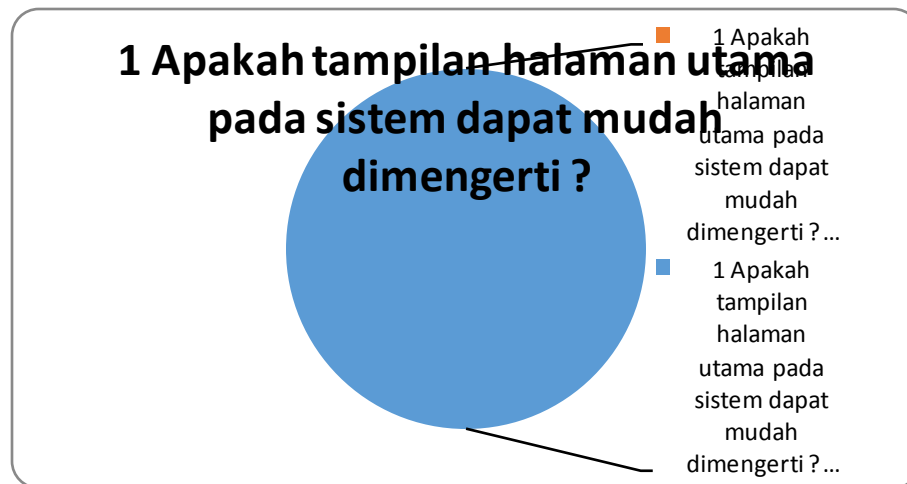 1 Apakah tampilan halaman utama
pada sistem dapat mudah
dimengerti ?
1 Apakah
tampilan
halaman
utama pada
sistem dapat
mudah
dimengerti ?...
1 Apakah
tampilan
halaman
utama pada
sistem dapat
mudah
dimengerti ?...